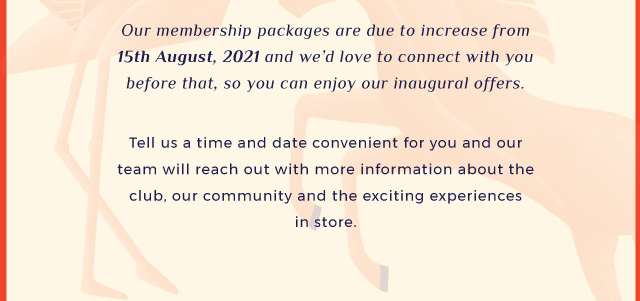 Our membership packages are due to increase from
15th August, 2021 and we'd love to connect with you
before that, so you can enjoy our inaugural offers.
Tell us a time and date convenient for you and our
team will reach out with more information about the
club, our community and the exciting experiences
in store.